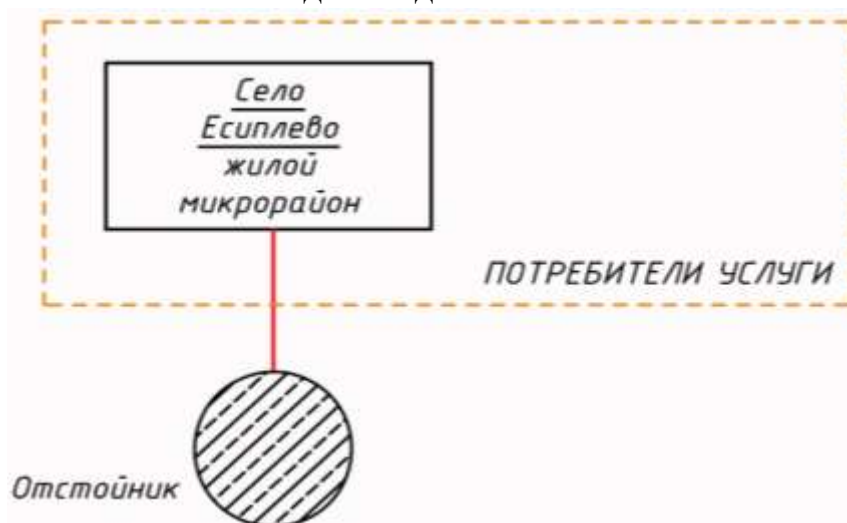 Село
Есиплево
жилой
микрорайон
ПОТРЕБИТЕЛИ УСЛУГИ
Отстойник